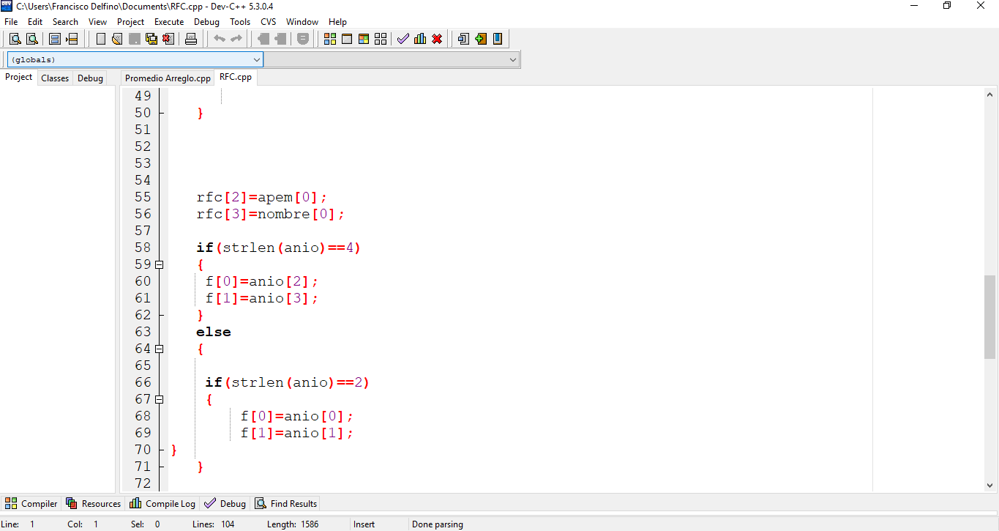 C:\Users\Francisco Delfino\Documents\RFC.cpp - Dev-C++ 5.3.0.4
File Edit Search View Project Execute Debug Tools CVS Window Help
(globals)
Project Classes Debug Promedio Arreglo.cpp RFC.cpp
49
50 }
51
52
53
54
55 rfc[2]=apem[0];
56 rfc[3]=nombre[0];
57
58 if(strlen(anio)==4)
59 {
60 f[0]=anio[2];
61 f[1]=anio[3];
62 }
63 else
64 {
65
66 if(strlen(anio)==2)
67 {
68 f[0]=anio[0];
69 f[1]=anio[1];
70 }
71 }
72
Compiler Resources Compile Log Debug Find Results
Line: 1 Col: 1 Sel: 0 Lines: 104 Length: 1586 Insert Done parsing